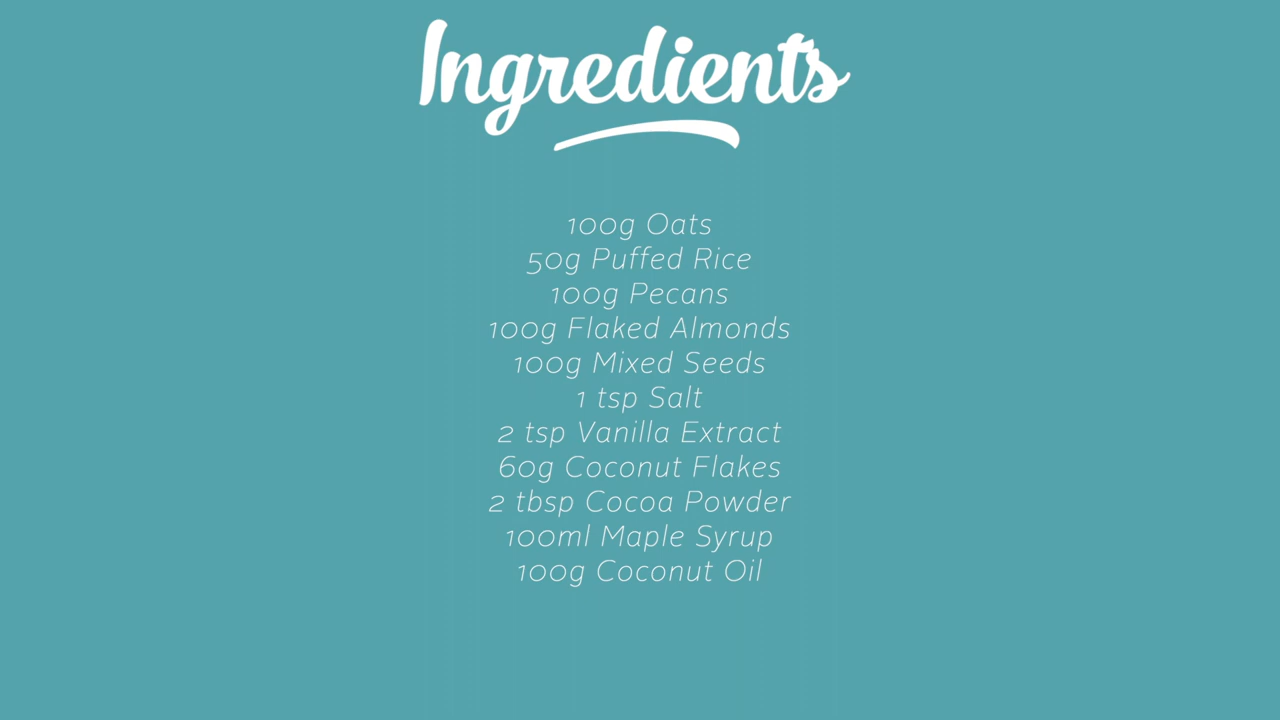 Ingredients
100g Oats
50g Puffed Rice
100g Pecans
100g Flaked Almonds
100g Mixed Seeds
1 tsp Salt
2 tsp Vanilla Extract
60g Coconut Flakes
2 tbsp Cocoa Powder
100ml Maple Syrup
100g Coconut Oil